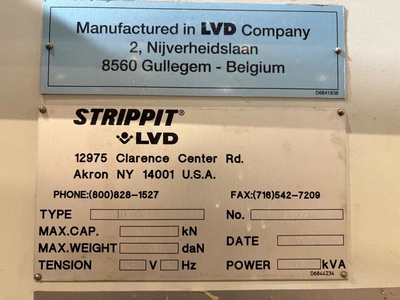 Manufactured in LVD Company
2, Nijverheidslaan
8560 Gullegem - Belgium
D6841838
STRIPPIT®
LVD
12975 Clarence Center Rd.
Akron NY 14001 U.S.A.
PHONE:(800)828-1527 FAX:(716)542-7209
TYPE No.
MAX.CAP. kN
MAX.WEIGHT daN DATE
TENSION V Hz POWER kVA
D6844234